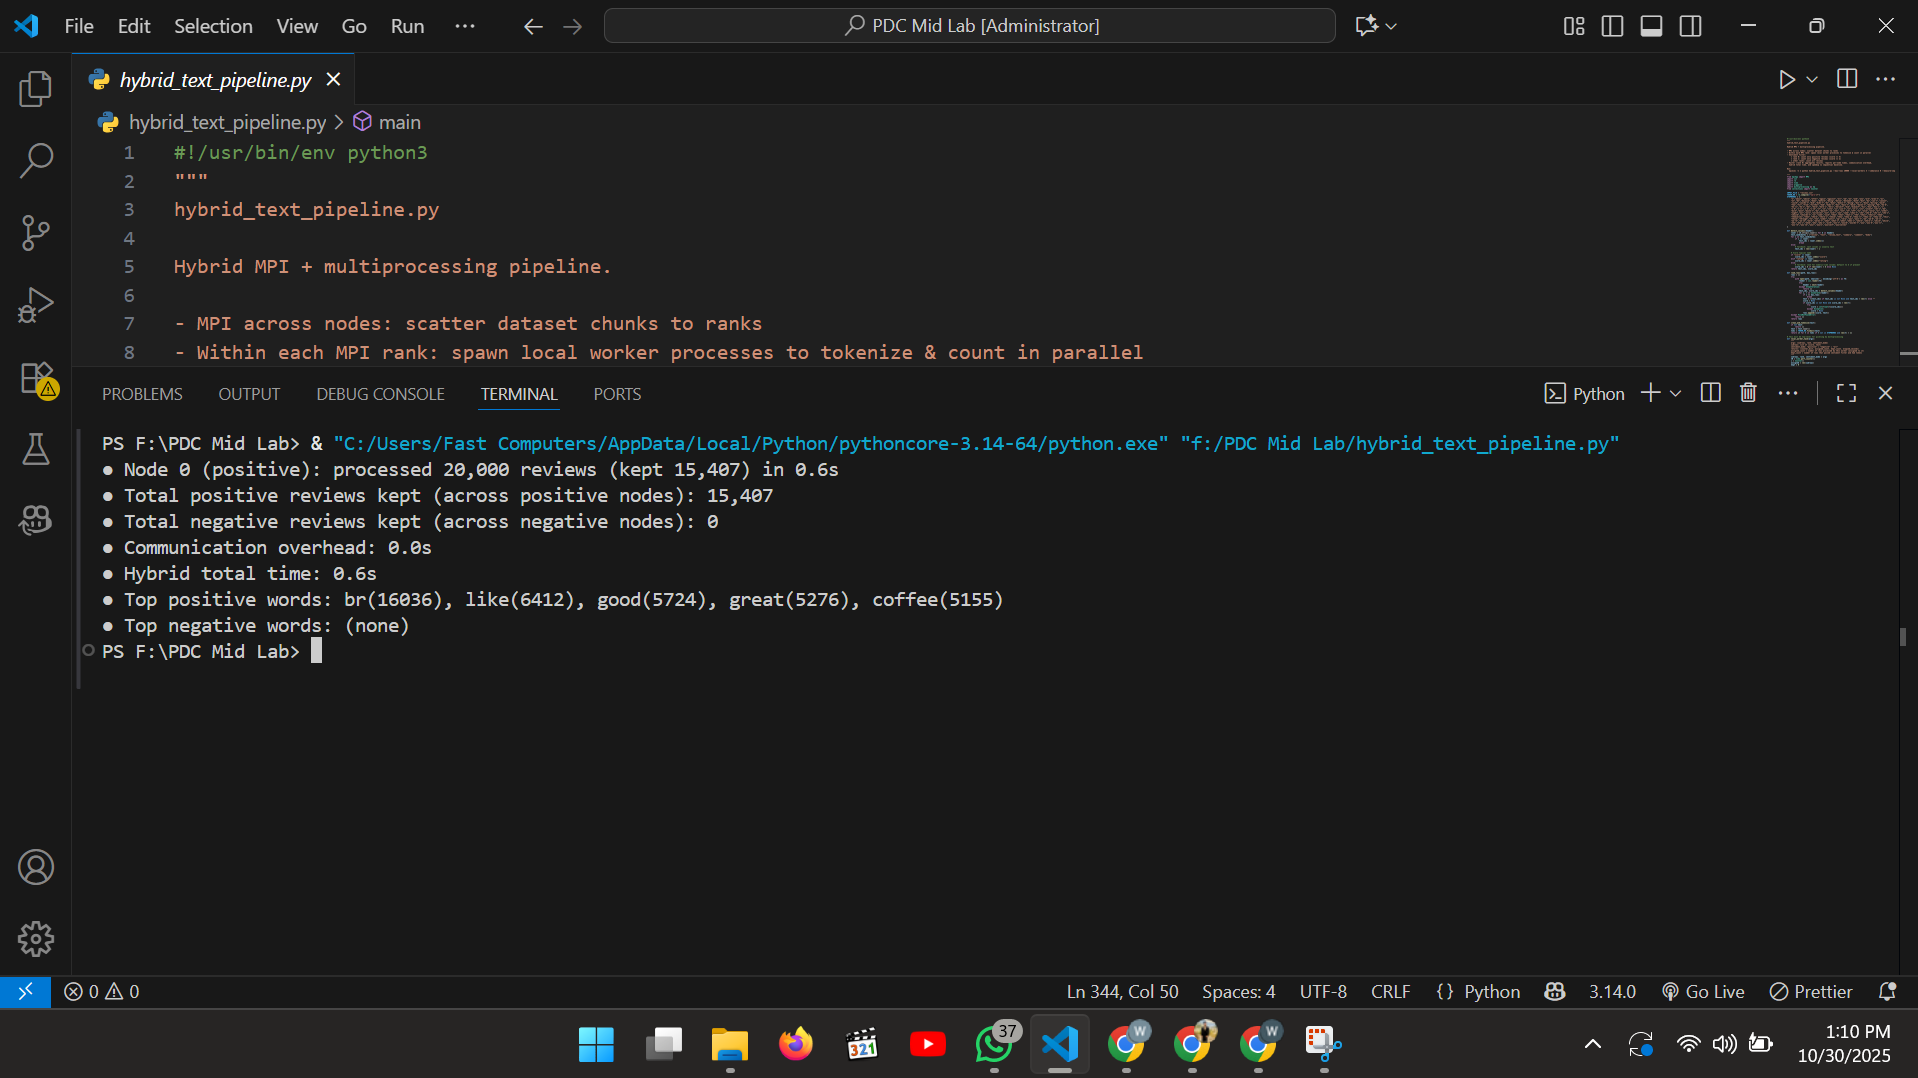 File Edit Selection View Go Run ··· PDC Mid Lab [Administrator]
hybrid_text_pipeline.py
hybrid_text_pipeline.py > main
1 #!/usr/bin/env python3
2 """
3 hybrid_text_pipeline.py
4
5 Hybrid MPI + multiprocessing pipeline.
6
7 - MPI across nodes: scatter dataset chunks to ranks
8 - Within each MPI rank: spawn local worker processes to tokenize & count in parallel
PROBLEMS OUTPUT DEBUG CONSOLE TERMINAL PORTS Python
PS F:\PDC Mid Lab> & "C:/Users/Fast Computers/AppData/Local/Python/pythoncore-3.14-64/python.exe" "f:/PDC Mid Lab/hybrid_text_pipeline.py"
● Node 0 (positive): processed 20,000 reviews (kept 15,407) in 0.6s
● Total positive reviews kept (across positive nodes): 15,407
● Total negative reviews kept (across negative nodes): 0
● Communication overhead: 0.0s
● Hybrid total time: 0.6s
● Top positive words: br(16036), like(6412), good(5724), great(5276), coffee(5155)
● Top negative words: (none)
PS F:\PDC Mid Lab>
0 0 Ln 344, Col 50 Spaces: 4 UTF-8 CRLF {} Python 3.14.0 Go Live Prettier
321 37 W W
1:10 PM
10/30/2025